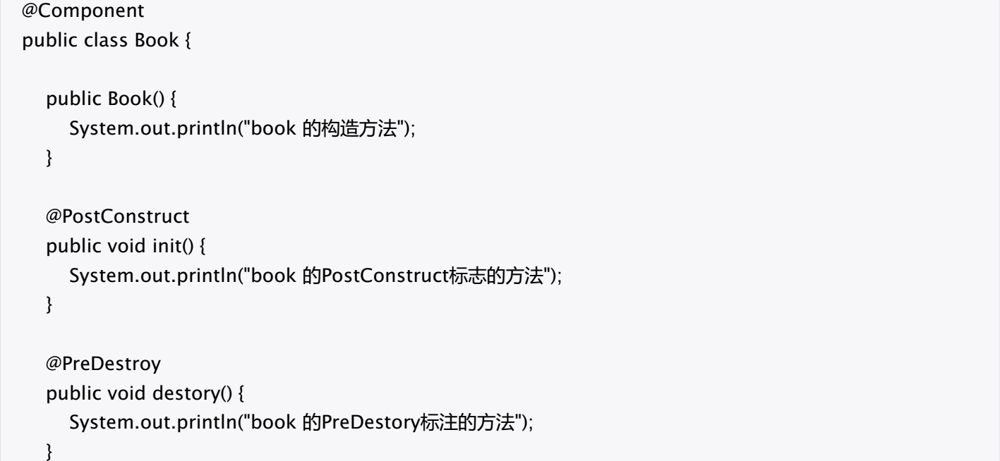 @Component
public class Book {
public Book() {
System.out.println("book 的构造方法");
}
@PostConstruct
public void init() {
System.out.println("book 的PostConstruct标志的方法");
}
@PreDestroy
public void destory() {
System.out.println("book 的PreDestory标注的方法");
}